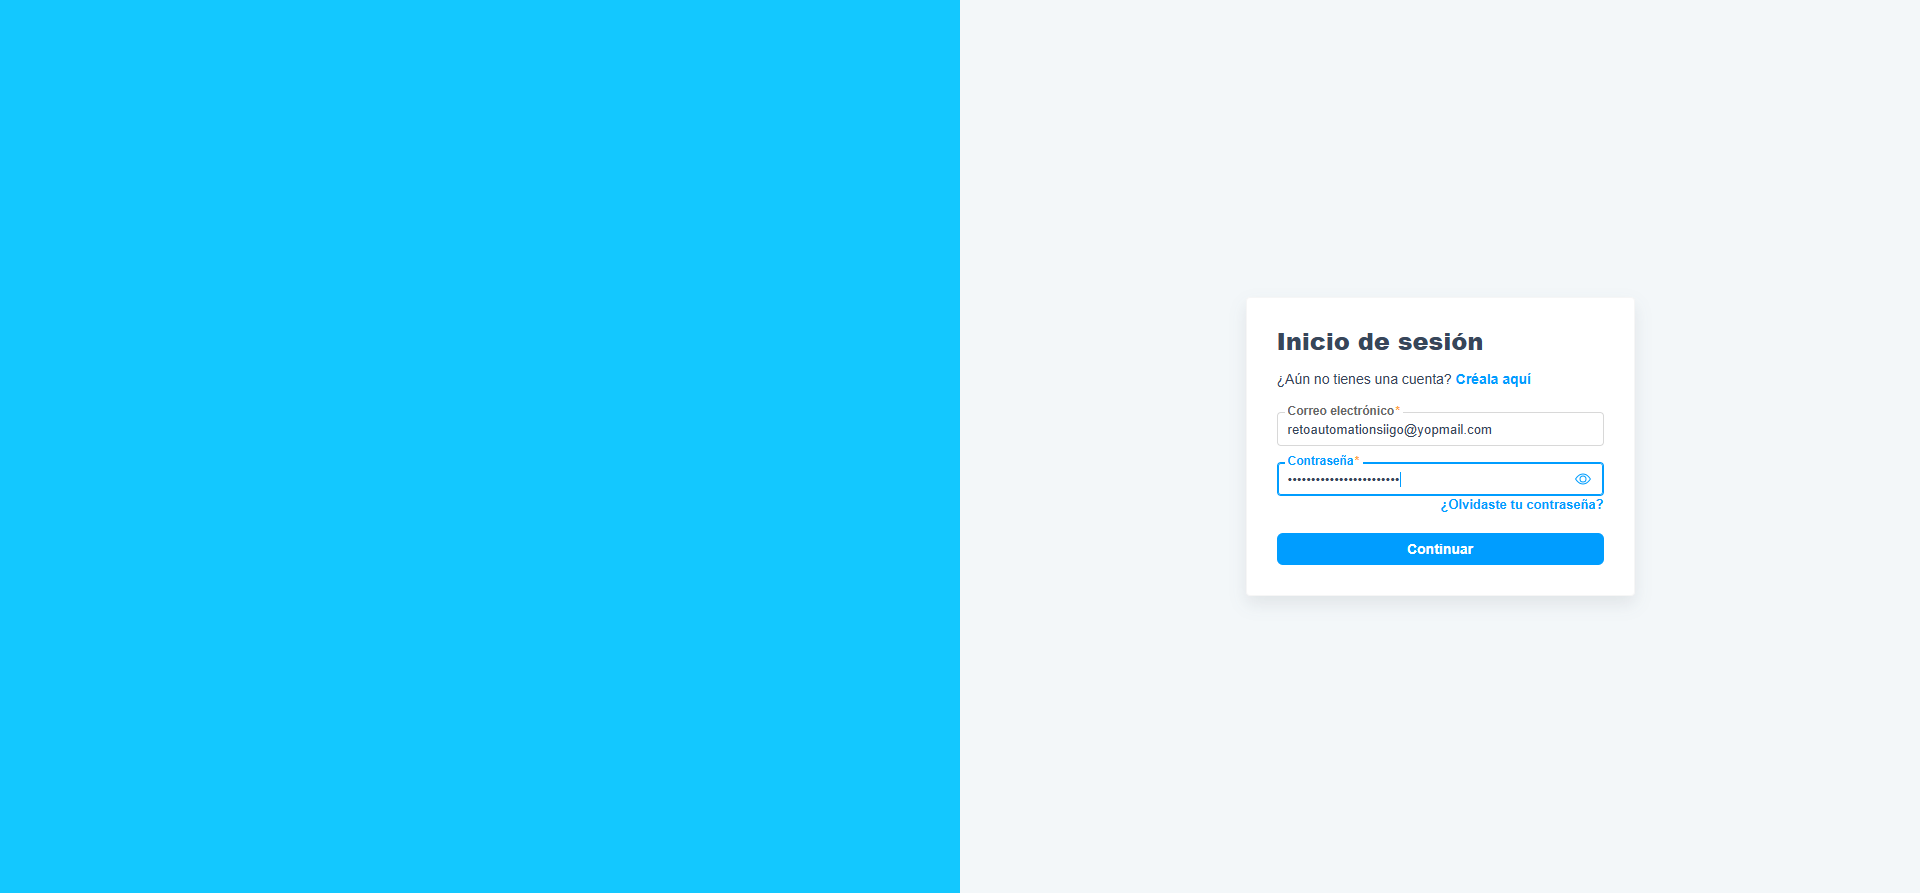 Inicio de sesión
¿Aún no tienes una cuenta? Créala aquí
Correo electrónico*
retoautomationsiigo@yopmail.com
Contraseña*
••••••••••••••••••••••••
¿Olvidaste tu contraseña?
Continuar